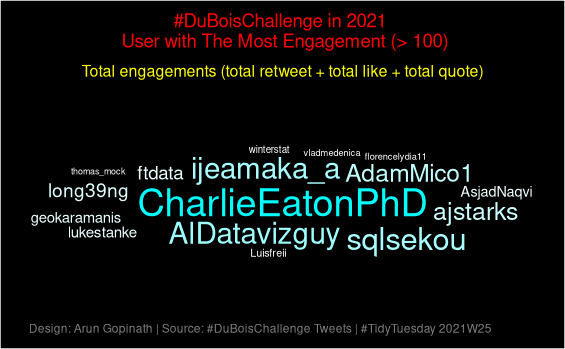 #DuBoisChallenge in 2021
User with The Most Engagement (> 100)
Total engagements (total retweet + total like + total quote)
winterstat
vladmedenica
florencelydia11
thomas_mock
ftdata
ijeamaka_a
AdamMico1
long39ng
AsjadNaqvi
CharlieEatonPhD
geokaramanis
ajstarks
lukestanke
AlDatavizguy
sqlsekou
Luisfreii
Design: Arun Gopinath | Source: #DuBoisChallenge Tweets | #TidyTuesday 2021W25